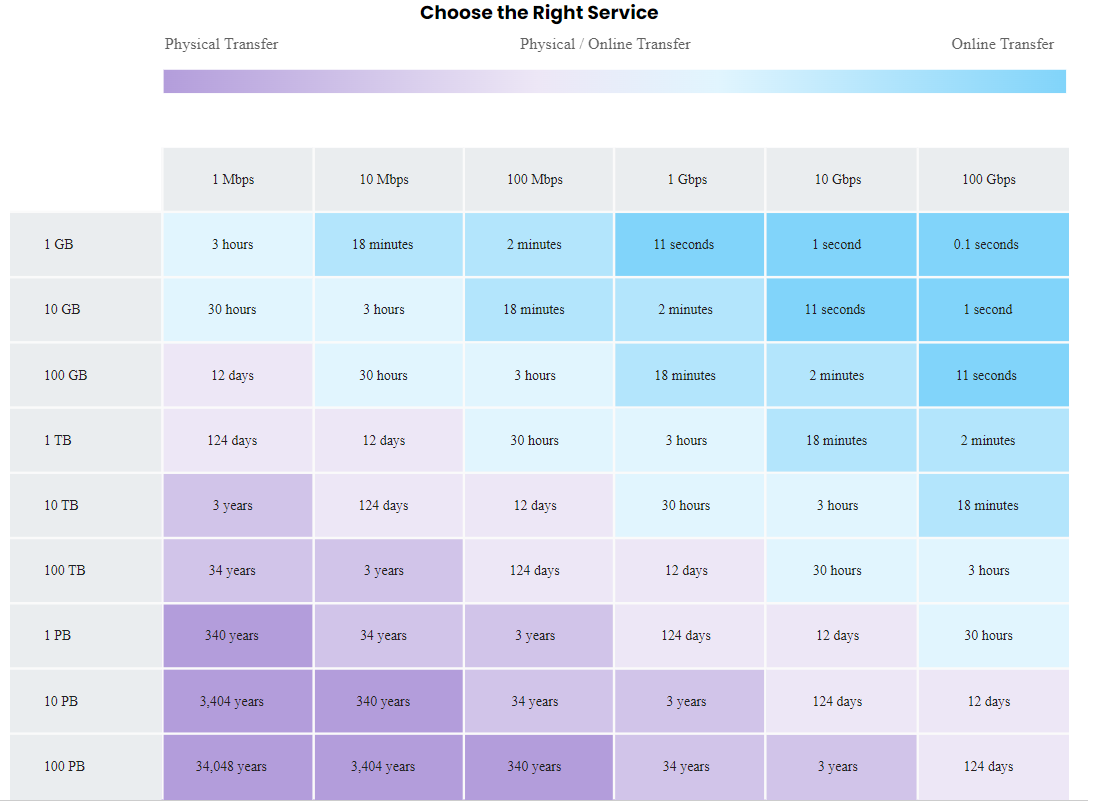 Choose the Right Service
Physical Transfer Physical / Online Transfer Online Transfer
1 Mbps 10 Mbps 100 Mbps 1 Gbps 10 Gbps 100 Gbps
1 GB 3 hours 18 minutes 2 minutes 11 seconds 1 second 0.1 seconds
10 GB 30 hours 3 hours 18 minutes 2 minutes 11 seconds 1 second
100 GB 12 days 30 hours 3 hours 18 minutes 2 minutes 11 seconds
1 TB 124 days 12 days 30 hours 3 hours 18 minutes 2 minutes
10 TB 3 years 124 days 12 days 30 hours 3 hours 18 minutes
100 TB 34 years 3 years 124 days 12 days 30 hours 3 hours
1 PB 340 years 34 years 3 years 124 days 12 days 30 hours
10 PB 3,404 years 340 years 34 years 3 years 124 days 12 days
100 PB 34,048 years 3,404 years 340 years 34 years 3 years 124 days